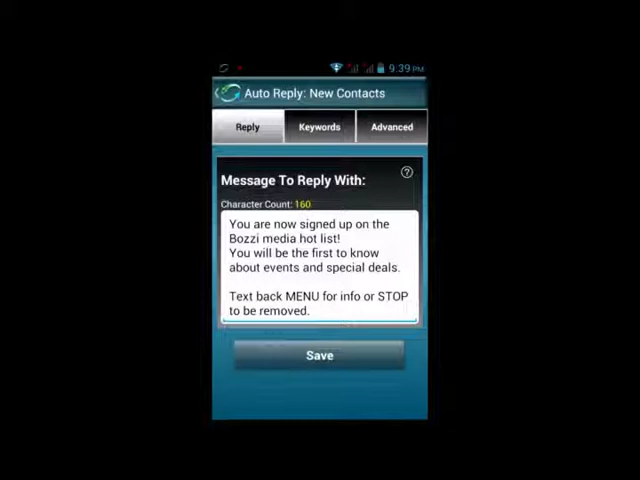 9:39 PM
Auto Reply: New Contacts
Reply Keywords Advanced
Message To Reply With: ?
Character Count: 160
You are now signed up on the
Bozzi media hot list!
You will be the first to know
about events and special deals.
Text back MENU for info or STOP
to be removed.
Save